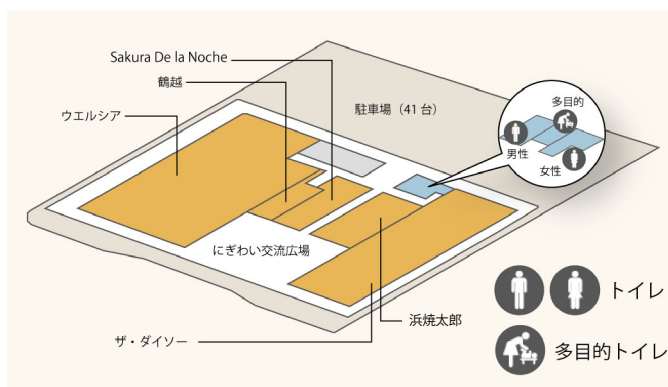 Sakura De la Noche
鶴越
ウエルシア
駐車場（41 台）
多目的
男性
女性
にぎわい交流広場
トイレ
浜焼太郎
ザ・ダイソー
多目的トイレ